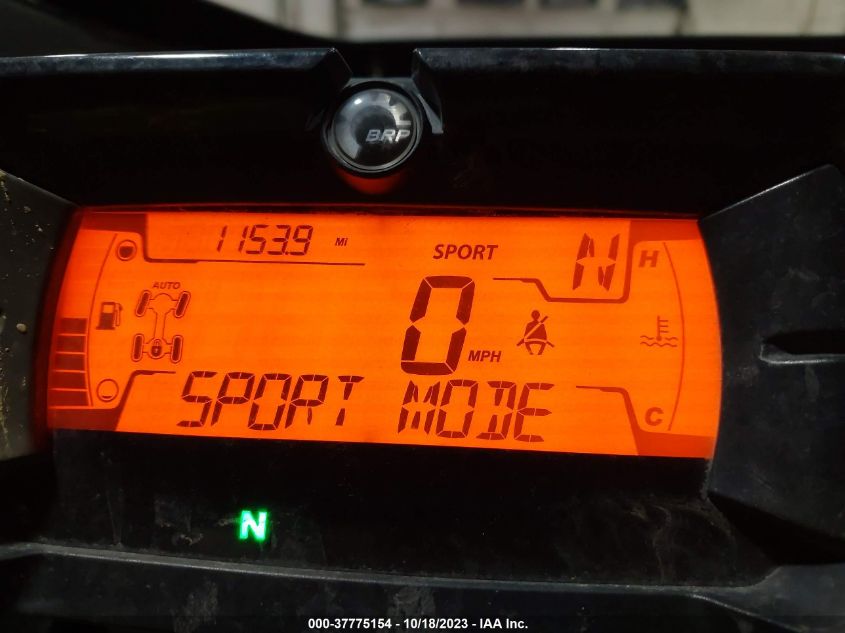 BRP
1153.9 Mi
SPORT
N
H
AUTO
0 MPH
SPORT MODE
C
N
000-37775154 - 10/18/2023 - IAA Inc.